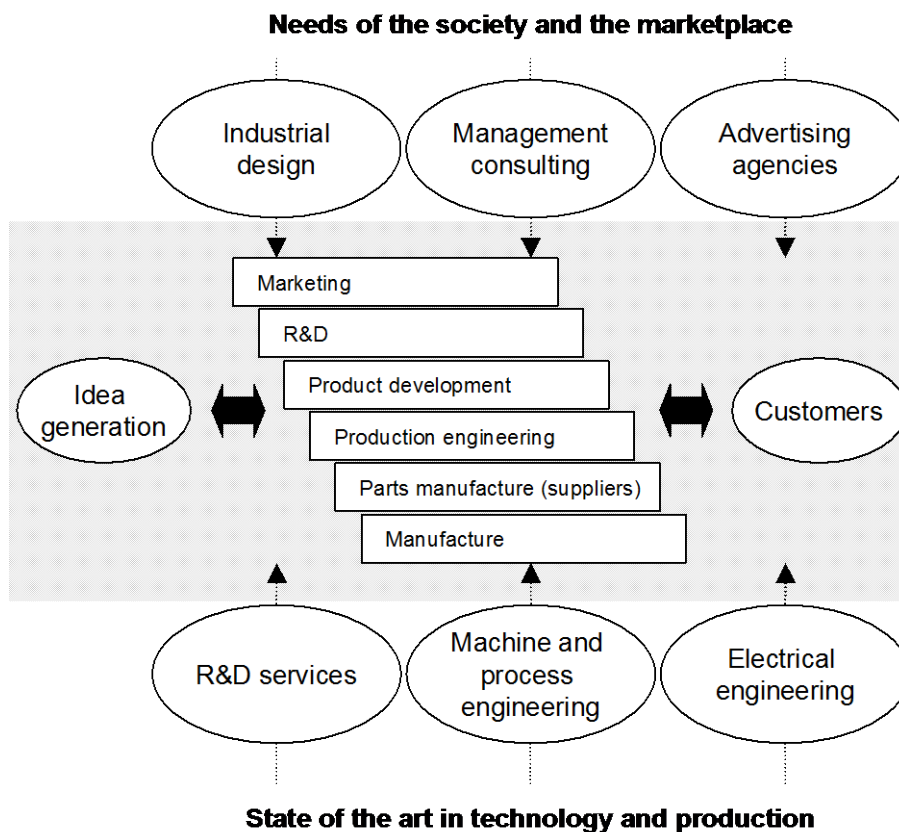 Needs of the society and the marketplace
Industrial
design
Management
consulting
Advertising
agencies
Marketing
R&D
Product development
Production engineering
Parts manufacture (suppliers)
Manufacture
Idea
generation
Customers
R&D services
Machine and
process
engineering
Electrical
engineering
State of the art in technology and production